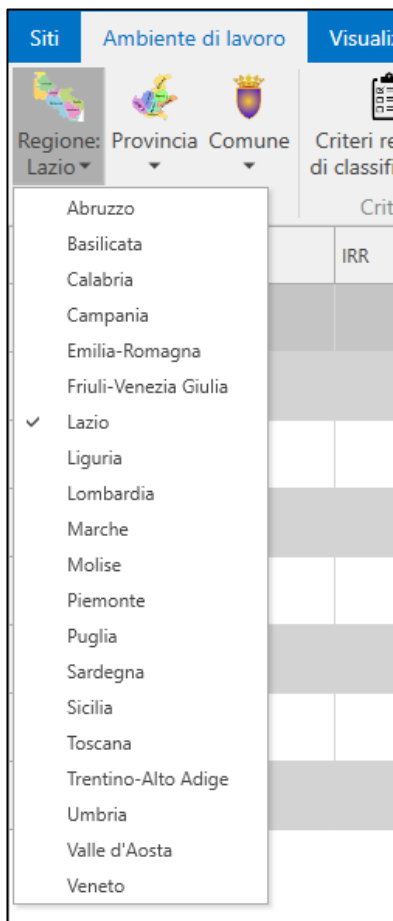 Siti Ambiente di lavoro Visualiz
Regione: Provincia Comune Criteri re
Lazio di classifi
Crit
IRR
Abruzzo
Basilicata
Calabria
Campania
Emilia-Romagna
Friuli-Venezia Giulia
Lazio
Liguria
Lombardia
Marche
Molise
Piemonte
Puglia
Sardegna
Sicilia
Toscana
Trentino-Alto Adige
Umbria
Valle d'Aosta
Veneto